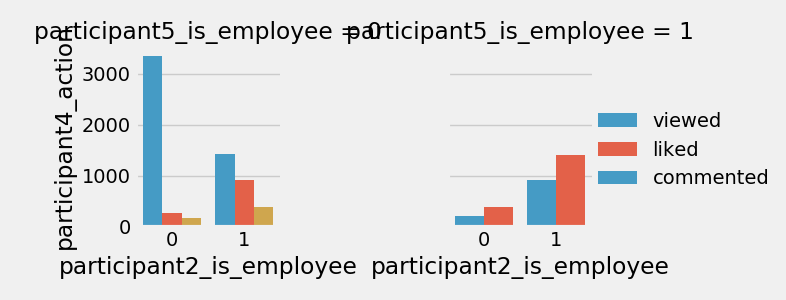 participant5_is_employee = 0
participant5_is_employee = 1
participant4_action
3000
2000
1000
0
0
1
0
1
participant2_is_employee
participant2_is_employee
viewed
liked
commented